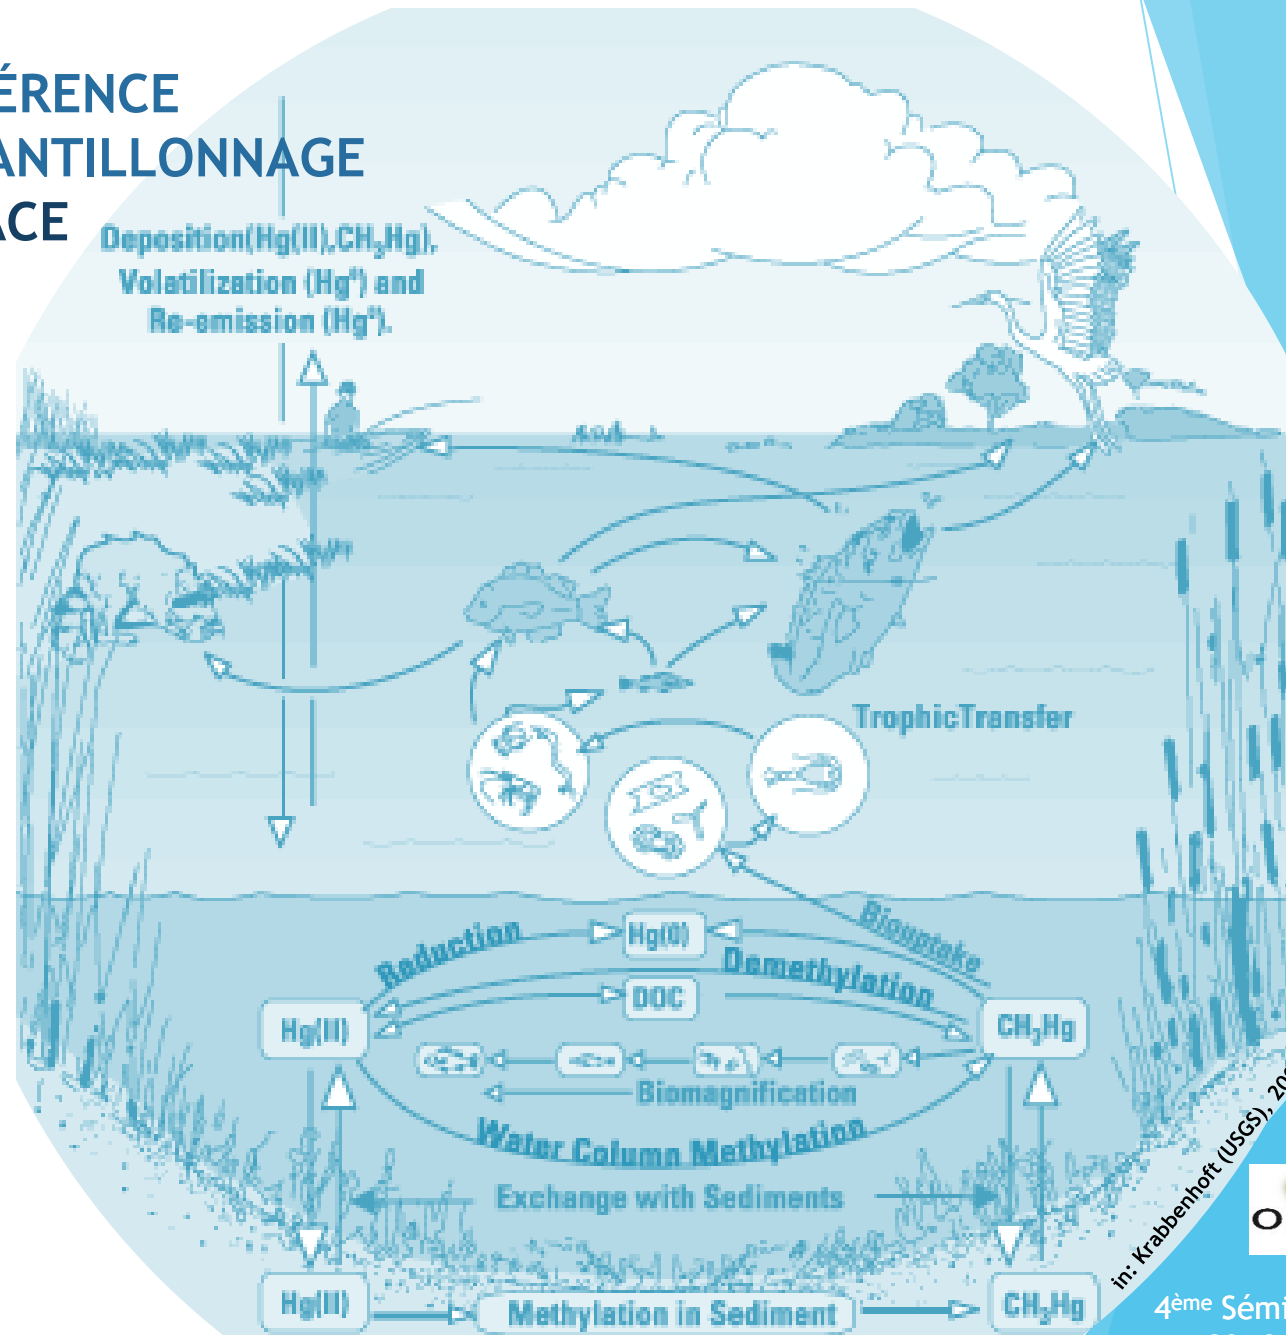 ÉRENCE
ANTILLONNAGE
ACE
Deposition(Hg(II),CH₃Hg),
Volatilization (Hg°) and
Re-emission (Hg°).
TrophicTransfer
Biouptake
Reduction
Hg(0)
Demethylation
DOC
Hg(II)
CH₃Hg
Biomagnification
Water Column Methylation
Exchange with Sediments
Hg(II)
Methylation in Sediment
CH₃Hg
in: Krabbenhoft (USGS), 20
4ème Sém